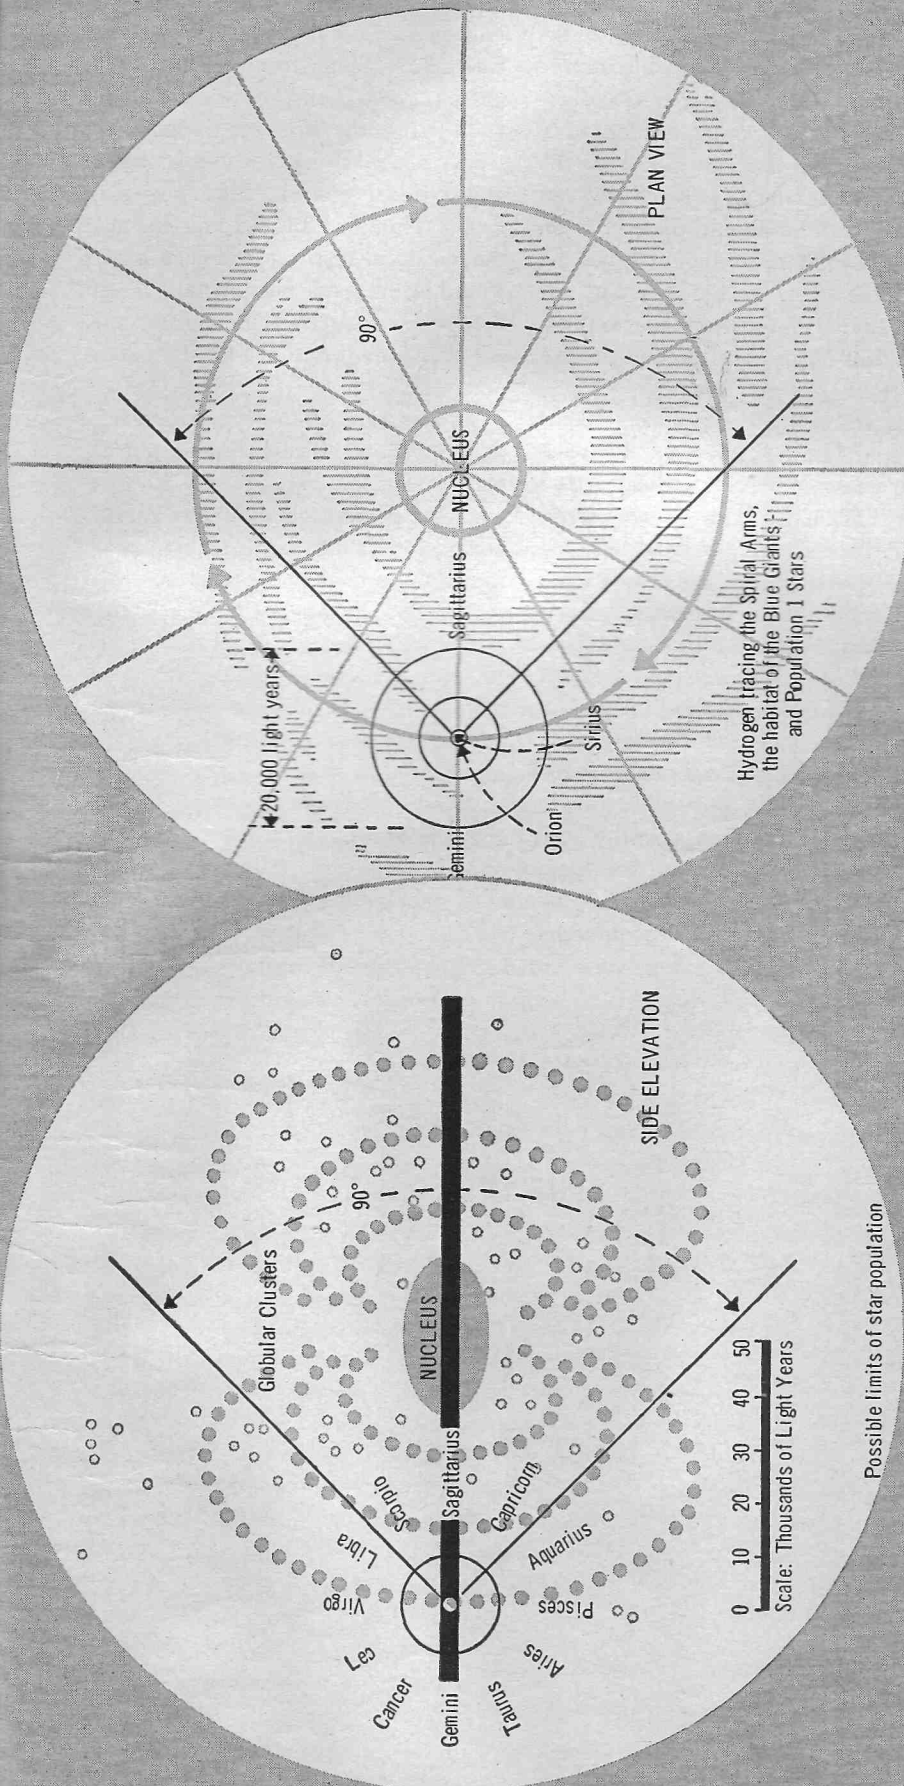 Possible limits of star population
Cancer
Leo
Virgo
Libra
Scorpio
Globular Clusters
90°
NUCLEUS
Gemini
Sagittarius
Taurus
Aries
Pisces
Aquarius
Capricorn
SIDE ELEVATION
0 10 20 30 40 50
Scale: Thousands of Light Years
20,000 light years
90°
Gemini
Sagittarius
NUCLEUS
Orion
Sirius
PLAN VIEW
Hydrogen tracing the Spiral Arms,
the habitat of the Blue Giants
and Population 1 Stars